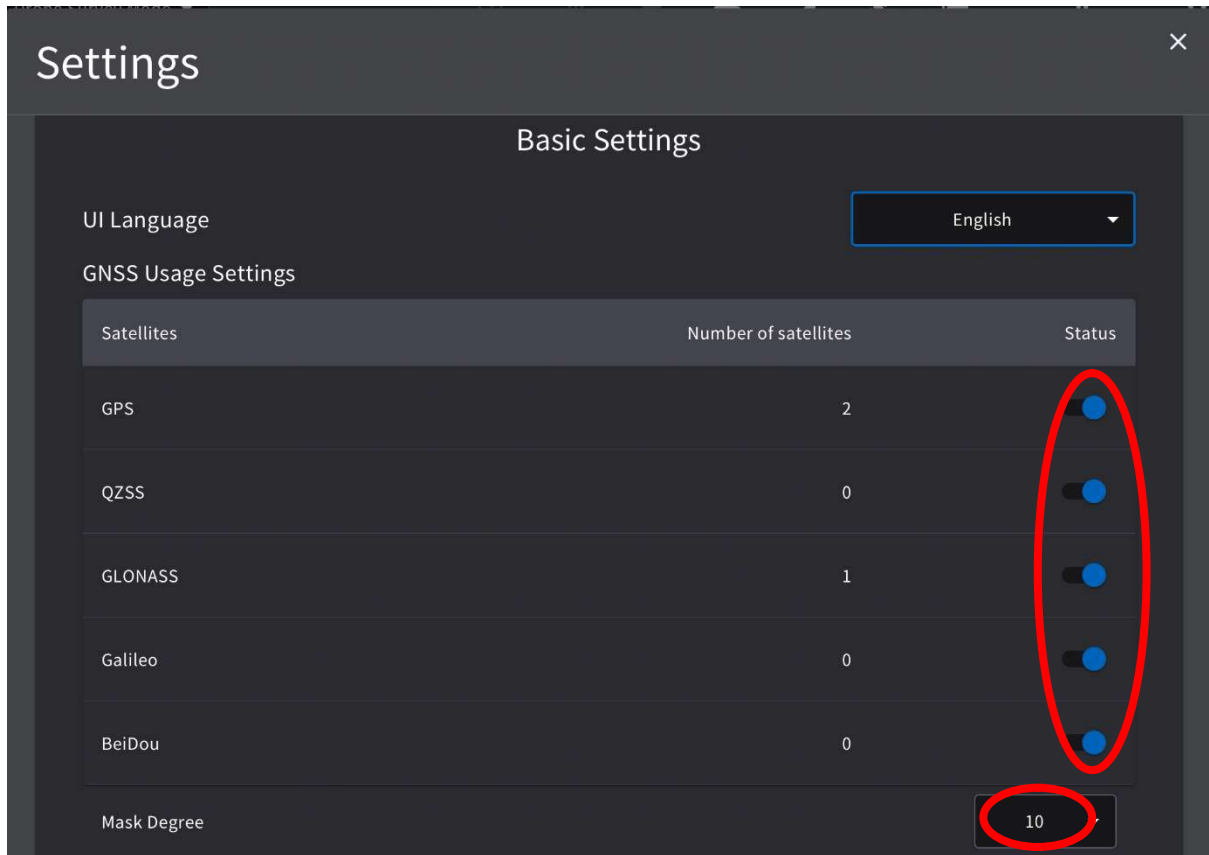 Settings
Basic Settings
UI Language English
GNSS Usage Settings
Satellites Number of satellites Status
GPS 2
QZSS 0
GLONASS 1
Galileo 0
BeiDou 0
Mask Degree 10